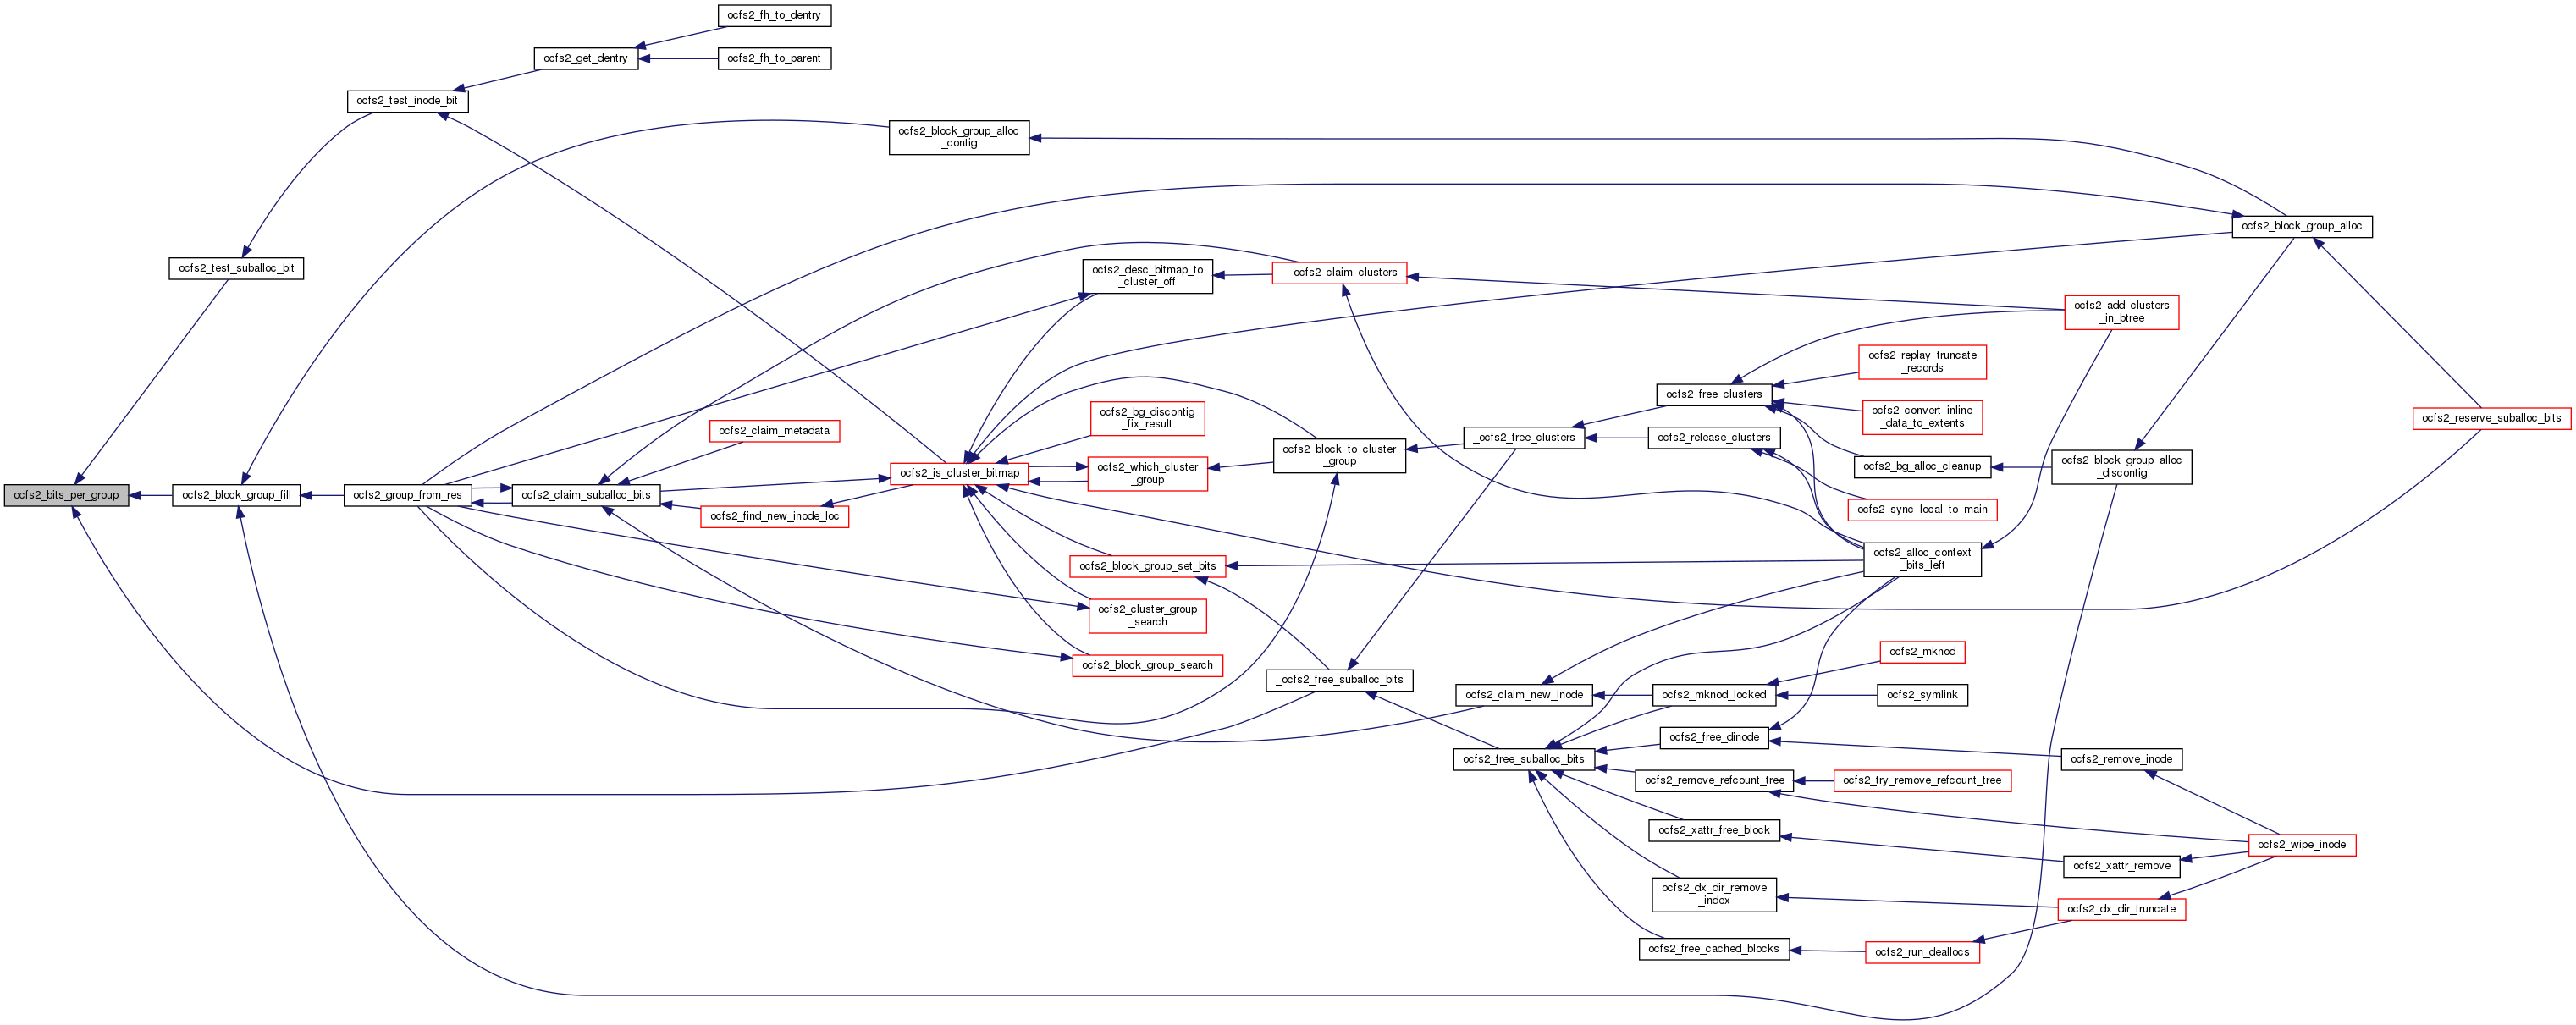 ocfs2_fh_to_dentry
ocfs2_get_dentry
ocfs2_fh_to_parent
ocfs2_test_inode_bit
ocfs2_block_group_alloc
_contig
ocfs2_block_group_alloc
ocfs2_test_suballoc_bit
ocfs2_desc_bitmap_to
_cluster_off
__ocfs2_claim_clusters
ocfs2_add_clusters
_in_btree
ocfs2_replay_truncate
_records
ocfs2_free_clusters
ocfs2_bg_discontig
_fix_result
ocfs2_convert_inline
_data_to_extents
ocfs2_reserve_suballoc_bits
ocfs2_claim_metadata
_ocfs2_free_clusters
ocfs2_release_clusters
ocfs2_block_to_cluster
_group
ocfs2_is_cluster_bitmap
ocfs2_which_cluster
_group
ocfs2_bg_alloc_cleanup
ocfs2_block_group_alloc
_discontig
ocfs2_bits_per_group
ocfs2_block_group_fill
ocfs2_group_from_res
ocfs2_claim_suballoc_bits
ocfs2_find_new_inode_loc
ocfs2_sync_local_to_main
ocfs2_block_group_set_bits
ocfs2_alloc_context
_bits_left
ocfs2_cluster_group
_search
ocfs2_block_group_search
ocfs2_mknod
_ocfs2_free_suballoc_bits
ocfs2_claim_new_inode
ocfs2_mknod_locked
ocfs2_symlink
ocfs2_free_dinode
ocfs2_free_suballoc_bits
ocfs2_remove_inode
ocfs2_remove_refcount_tree
ocfs2_try_remove_refcount_tree
ocfs2_xattr_free_block
ocfs2_wipe_inode
ocfs2_xattr_remove
ocfs2_dx_dir_remove
_index
ocfs2_dx_dir_truncate
ocfs2_free_cached_blocks
ocfs2_run_deallocs